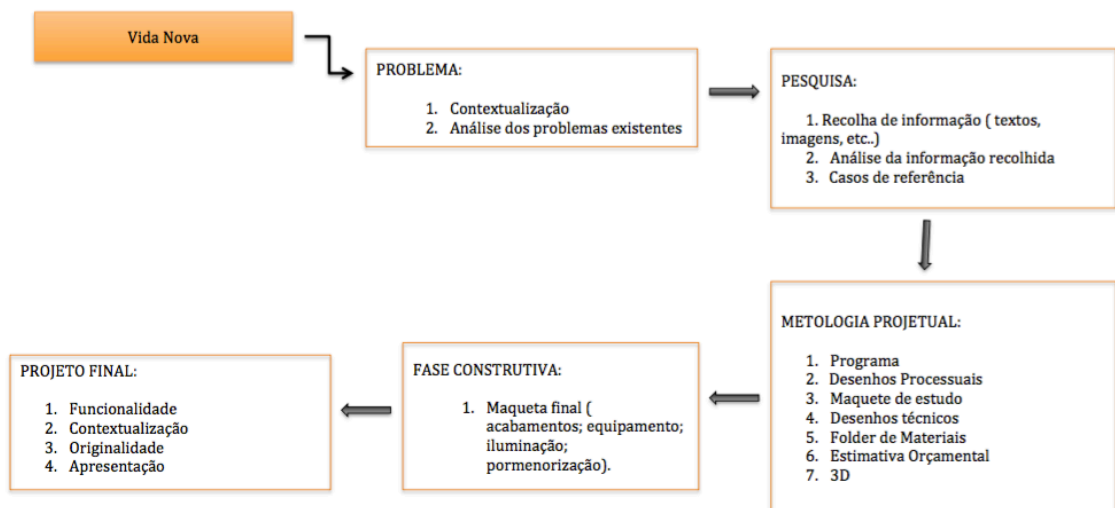 Vida Nova
PROBLEMA:
1. Contextualização
2. Análise dos problemas existentes
PESQUISA:
1. Recolha de informação ( textos,
imagens, etc..)
2. Análise da informação recolhida
3. Casos de referência
METOLOGIA PROJETUAL:
1. Programa
2. Desenhos Processuais
3. Maquete de estudo
4. Desenhos técnicos
5. Folder de Materiais
6. Estimativa Orçamental
7. 3D
FASE CONSTRUTIVA:
1. Maqueta final (
acabamentos; equipamento;
iluminação;
pormenorização).
PROJETO FINAL:
1. Funcionalidade
2. Contextualização
3. Originalidade
4. Apresentação